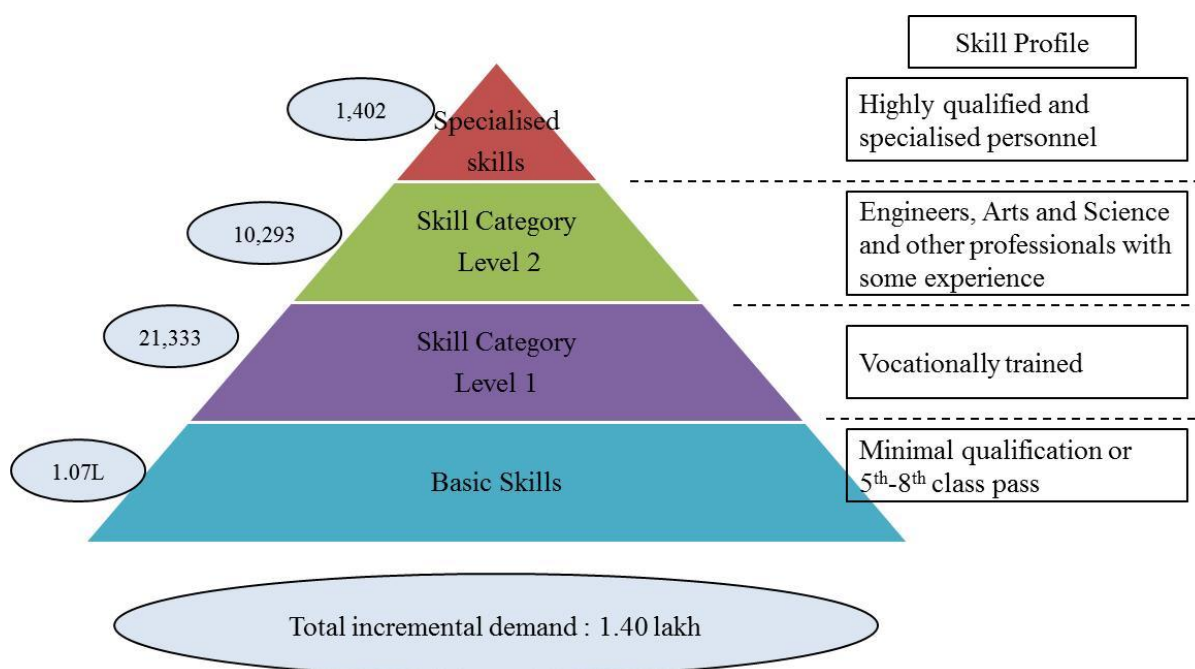 Skill Profile
1,402
Specialised
skills
Highly qualified and
specialised personnel
10,293
Skill Category
Level 2
Engineers, Arts and Science
and other professionals with
some experience
21,333
Skill Category
Level 1
Vocationally trained
1.07L
Basic Skills
Minimal qualification or
5th-8th class pass
Total incremental demand : 1.40 lakh